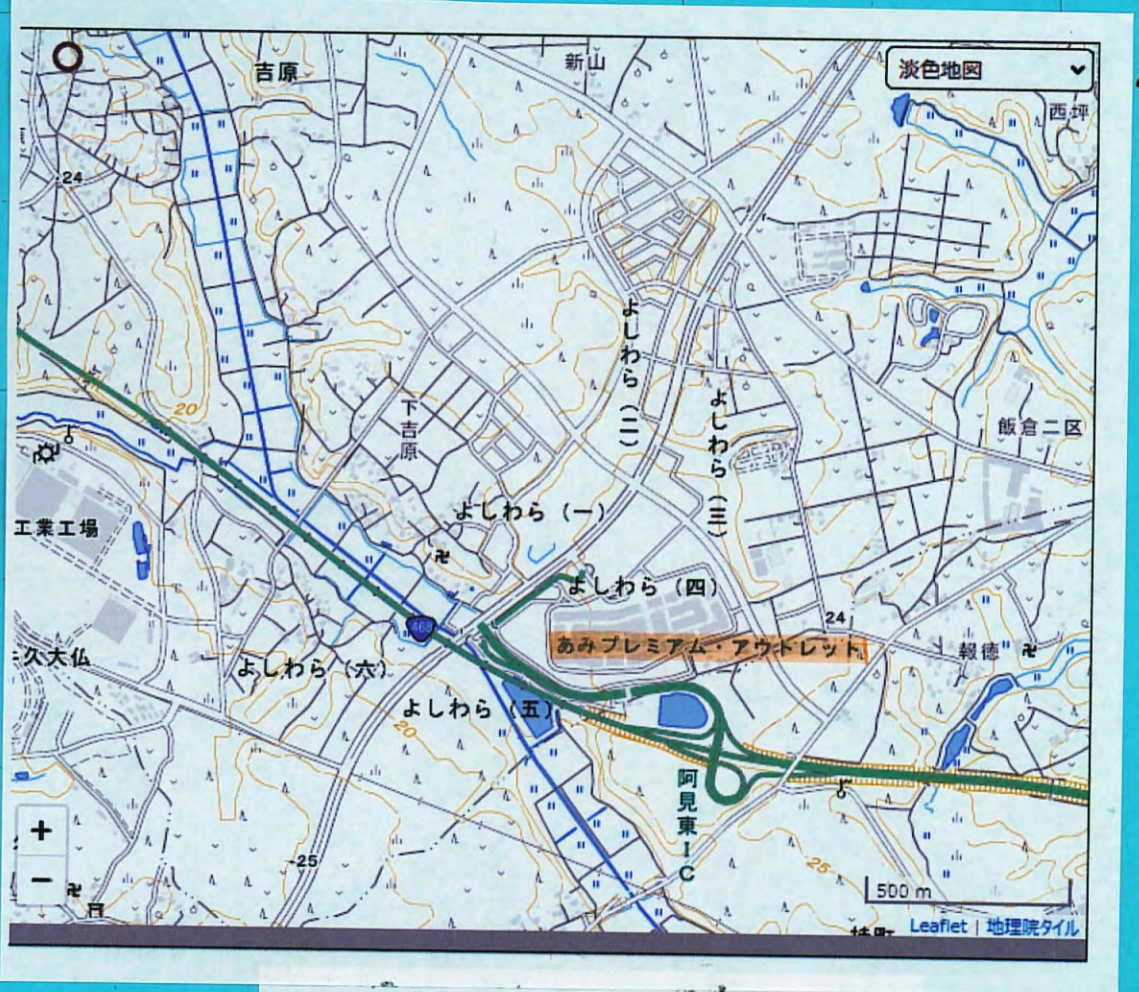 吉原
新山
淡色地図
西坪
24
よしわら（二）
よしわら（三）
20
下吉原
飯倉二区
工業工場
よしわら（一）
よしわら（四）
468
24
あみプレミアム・アウトレット
久大仏
よしわら（六）
報徳
よしわら（五）
20
阿見東IC
+
25
25
−
500 m
Leaflet | 地理院タイル